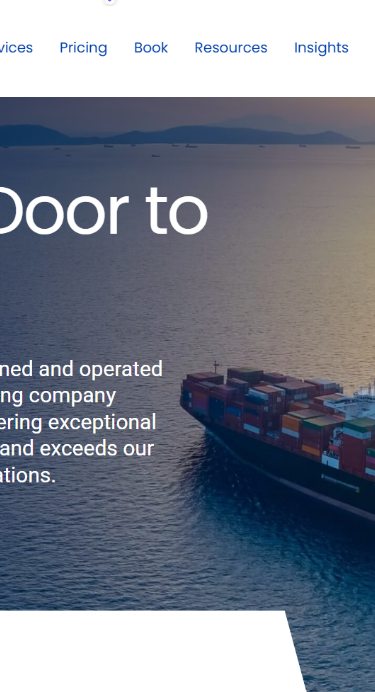 vices Pricing Book Resources Insights
Door to
ned and operated
ng company
ering exceptional
and exceeds our
ations.